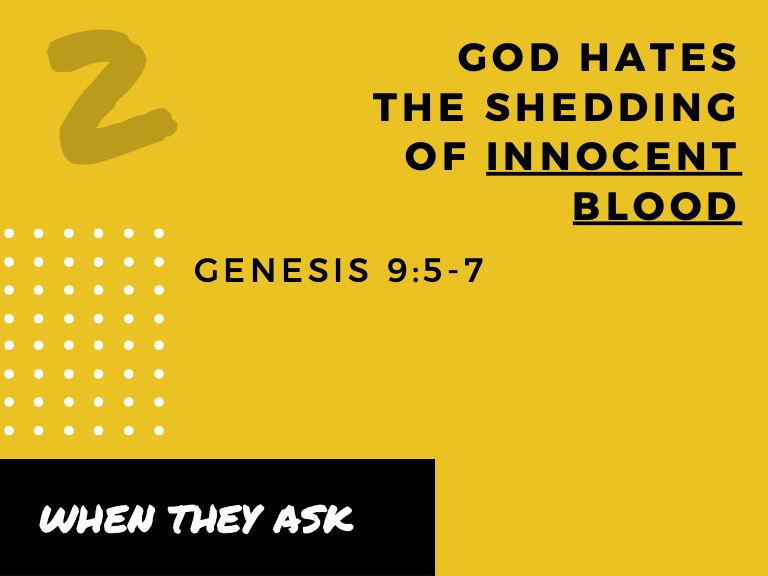 2
GOD HATES
THE SHEDDING
OF INNOCENT
BLOOD
GENESIS 9:5-7
WHEN THEY ASK